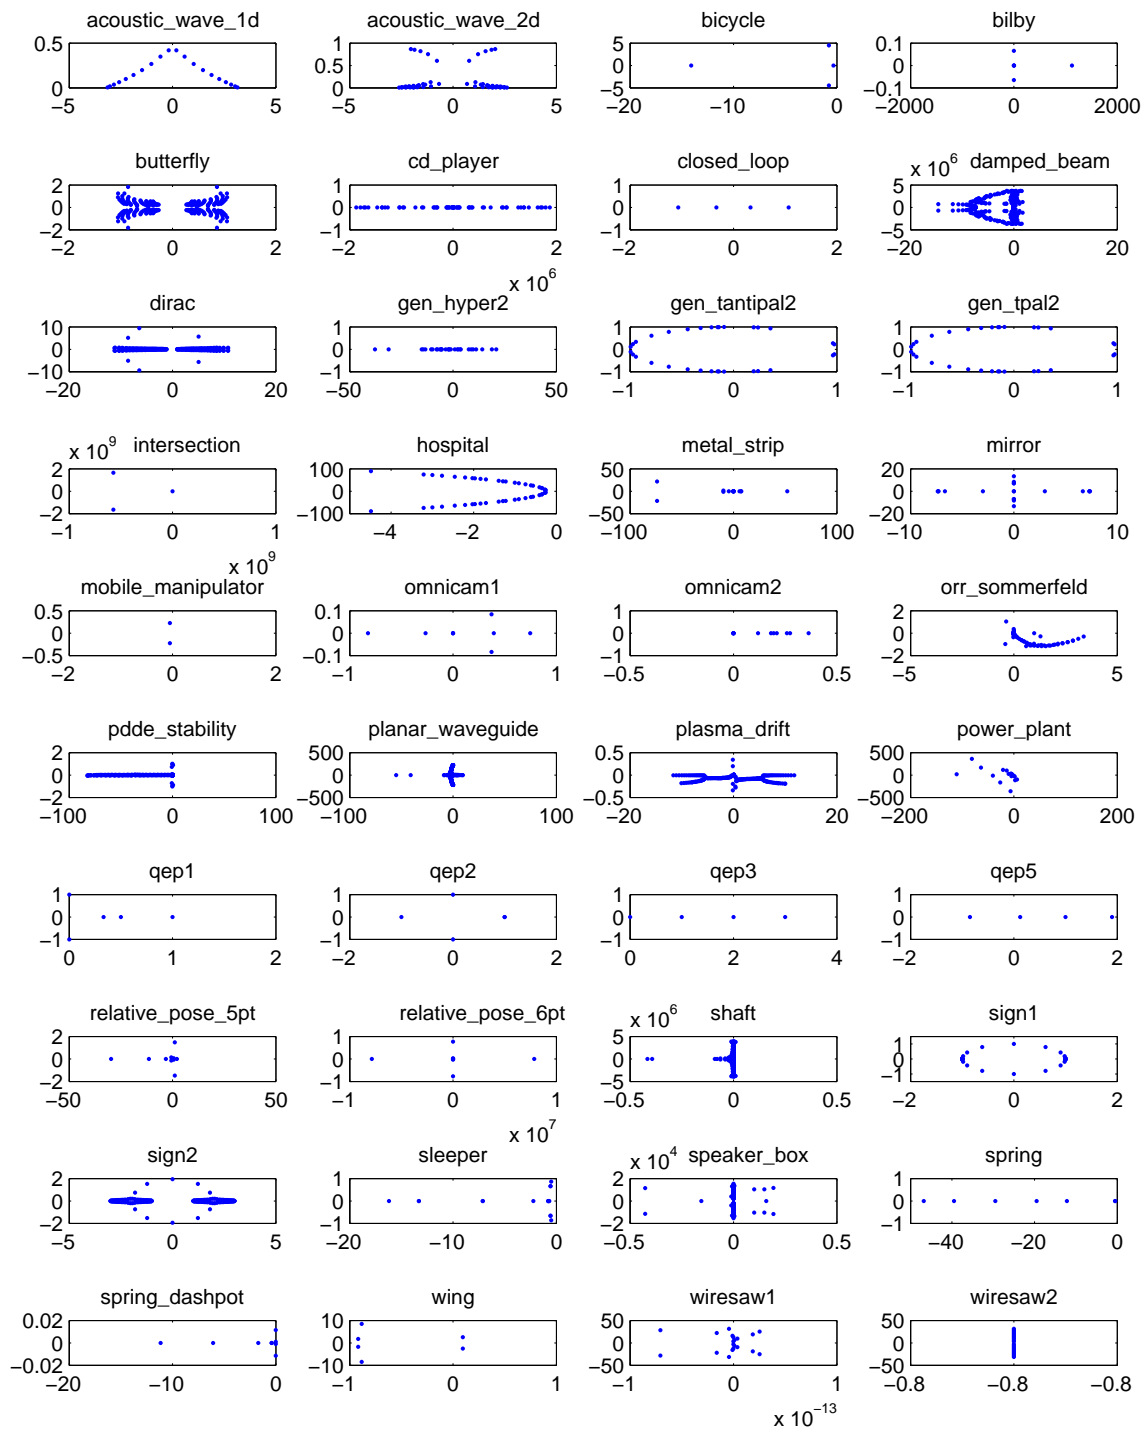 acoustic_wave_1d acoustic_wave_2d bicycle bilby
0.5 1 5 0.1
0.5 0 0
0 0 −5 −0.1
−5 0 5 −5 0 5 −20 −10 0 −2000 0 2000
butterfly cd_player closed_loop x 10^6 damped_beam
2 1 1 5
0 0 0 0
−2 −1 −1 −5
−2 0 2 −2 −1 0 1 2 −1 0 1 −20 0 20
x 10^6
dirac gen_hyper2 gen_tantipal2 gen_tpal2
10 1 1 1
0 0 0 0
−10 −1 −1 −1
−20 0 20 −50 0 50 −1 0 1 −1 0 1
x 10^9 intersection hospital metal_strip mirror
2 100 50 20
0 0 0 0
−2 −100 −50 −20
−1 0 1 −4 −2 0 −100 0 100 −10 0 10
x 10^9
mobile_manipulator omnicam1 omnicam2 orr_sommerfeld
0.5 0.1 1 2
0 0 0 0
−0.5 −0.1 −1 −2
−2 0 2 −1 0 1 −0.5 0 0.5 −5 0 5
pdde_stability planar_waveguide plasma_drift power_plant
2 500 0.5 500
0 0 0 0
−2 −500 −0.5 −500
−100 0 100 −100 0 100 −20 0 20 −200 0 200
qep1 qep2 qep3 qep5
1 1 1 1
0 0 0 0
−1 −1 −1 −1
0 1 2 −2 0 2 0 2 4 −2 0 2
relative_pose_5pt relative_pose_6pt x 10^6 shaft sign1
2 1 5 1
0 0 0 0
−2 −1 −5 −1
−50 0 50 −1 0 1 −0.5 0 0.5 −2 0 2
x 10^7
sign2 sleeper x 10^4 speaker_box spring
2 1 2 1
0 0 0 0
−2 −1 −2 −1
−5 0 5 −20 −10 0 −0.5 0 0.5 −40 −20 0
spring_dashpot wing wiresaw1 wiresaw2
0.02 10 50 50
0 0 0 0
−0.02 −10 −50 −50
−20 −10 0 −1 0 1 −1 0 1 −0.8 −0.8 −0.8
x 10^−13